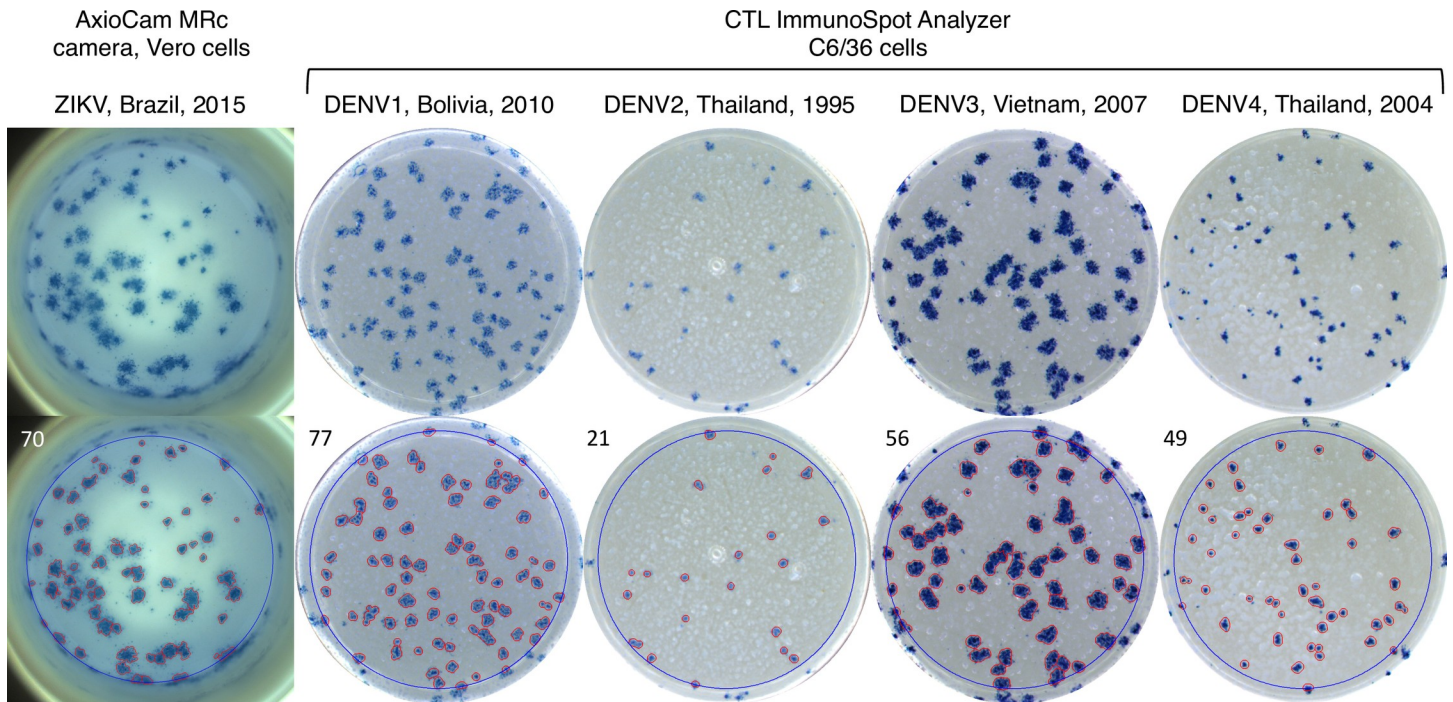 AxioCam MRc
camera, Vero cells
CTL ImmunoSpot Analyzer
C6/36 cells
ZIKV, Brazil, 2015
DENV1, Bolivia, 2010
DENV2, Thailand, 1995
DENV3, Vietnam, 2007
DENV4, Thailand, 2004
70
77
21
56
49